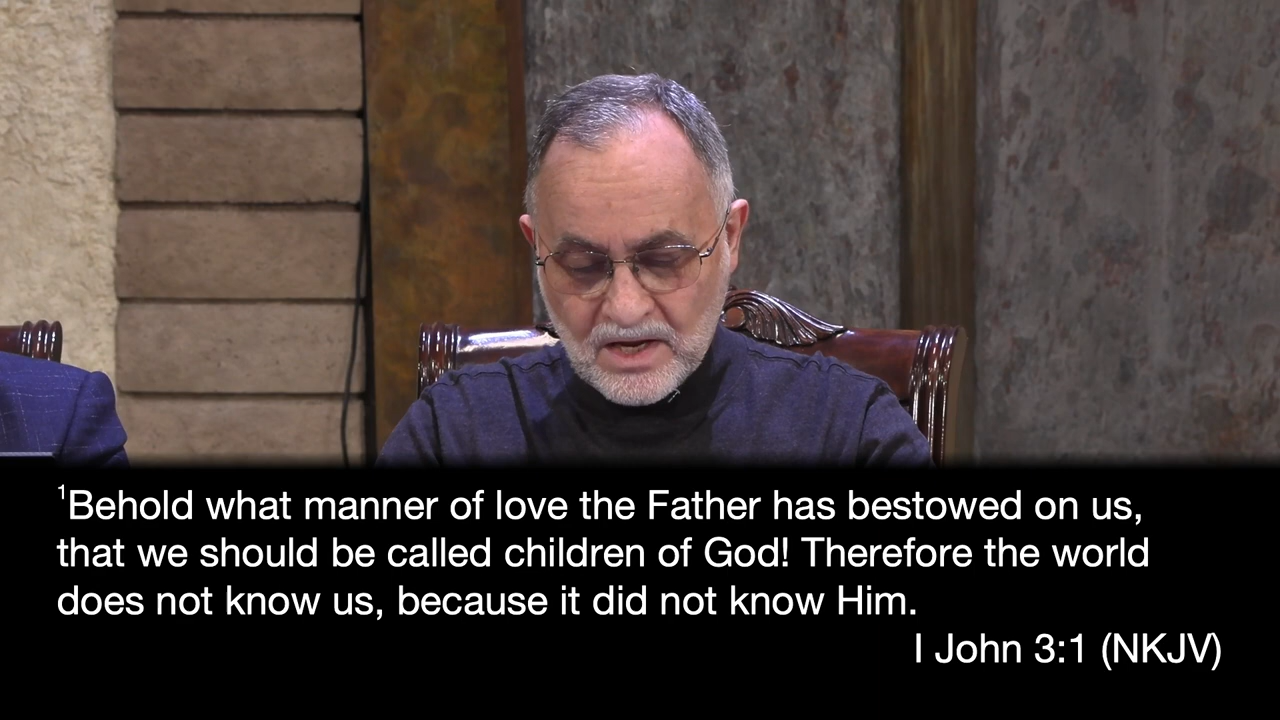 ¹Behold what manner of love the Father has bestowed on us,
that we should be called children of God! Therefore the world
does not know us, because it did not know Him.
I John 3:1 (NKJV)